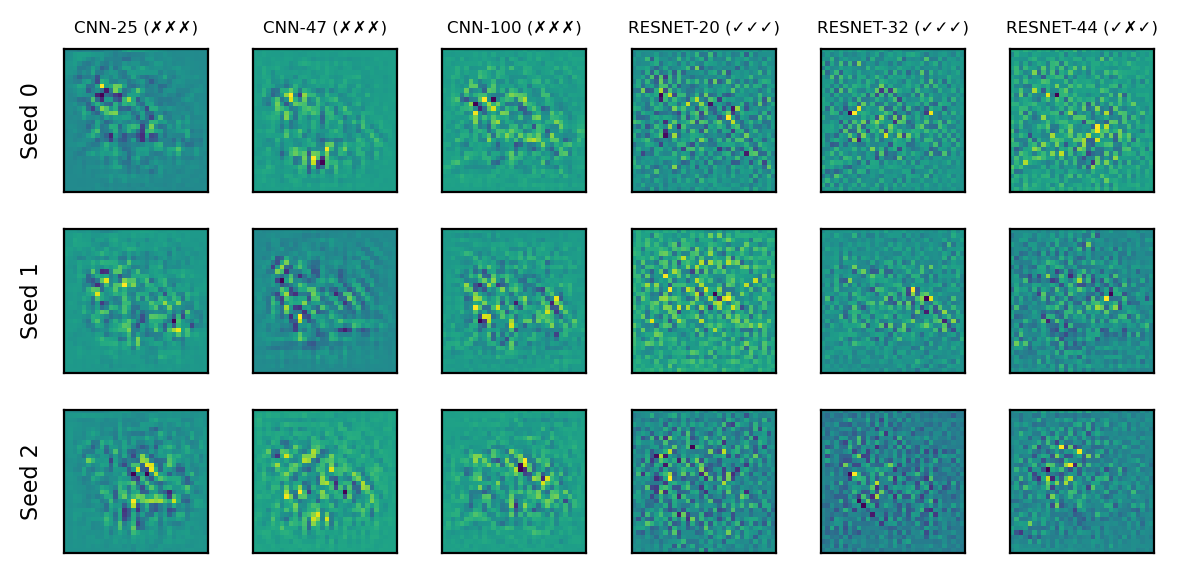 CNN-25 (✗✗✗) CNN-47 (✗✗✗) CNN-100 (✗✗✗) RESNET-20 (✓✓✓) RESNET-32 (✓✓✓) RESNET-44 (✓✗✓)
Seed 0
Seed 1
Seed 2